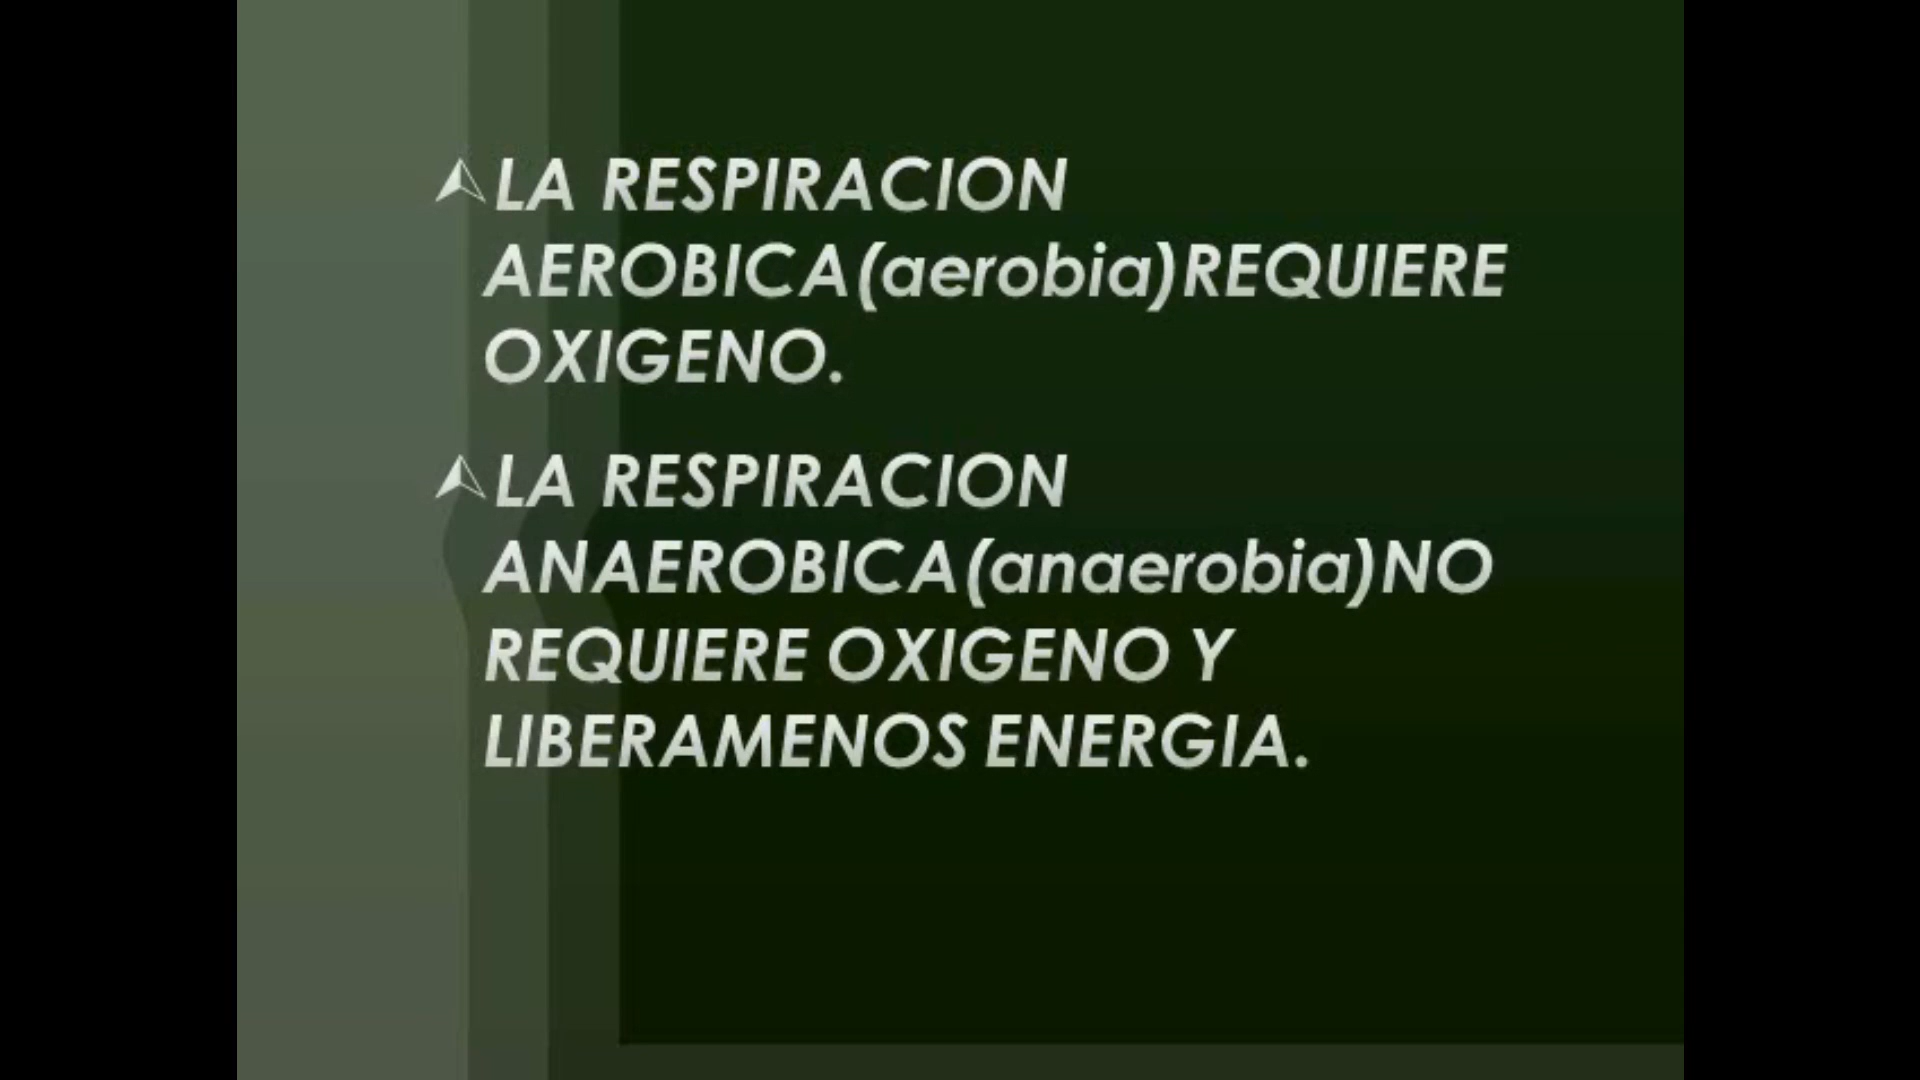 LA RESPIRACION
AEROBICA(aerobia)REQUIERE
OXIGENO.
LA RESPIRACION
ANAEROBICA(anaerobia)NO
REQUIERE OXIGENO Y
LIBERAMENOS ENERGIA.